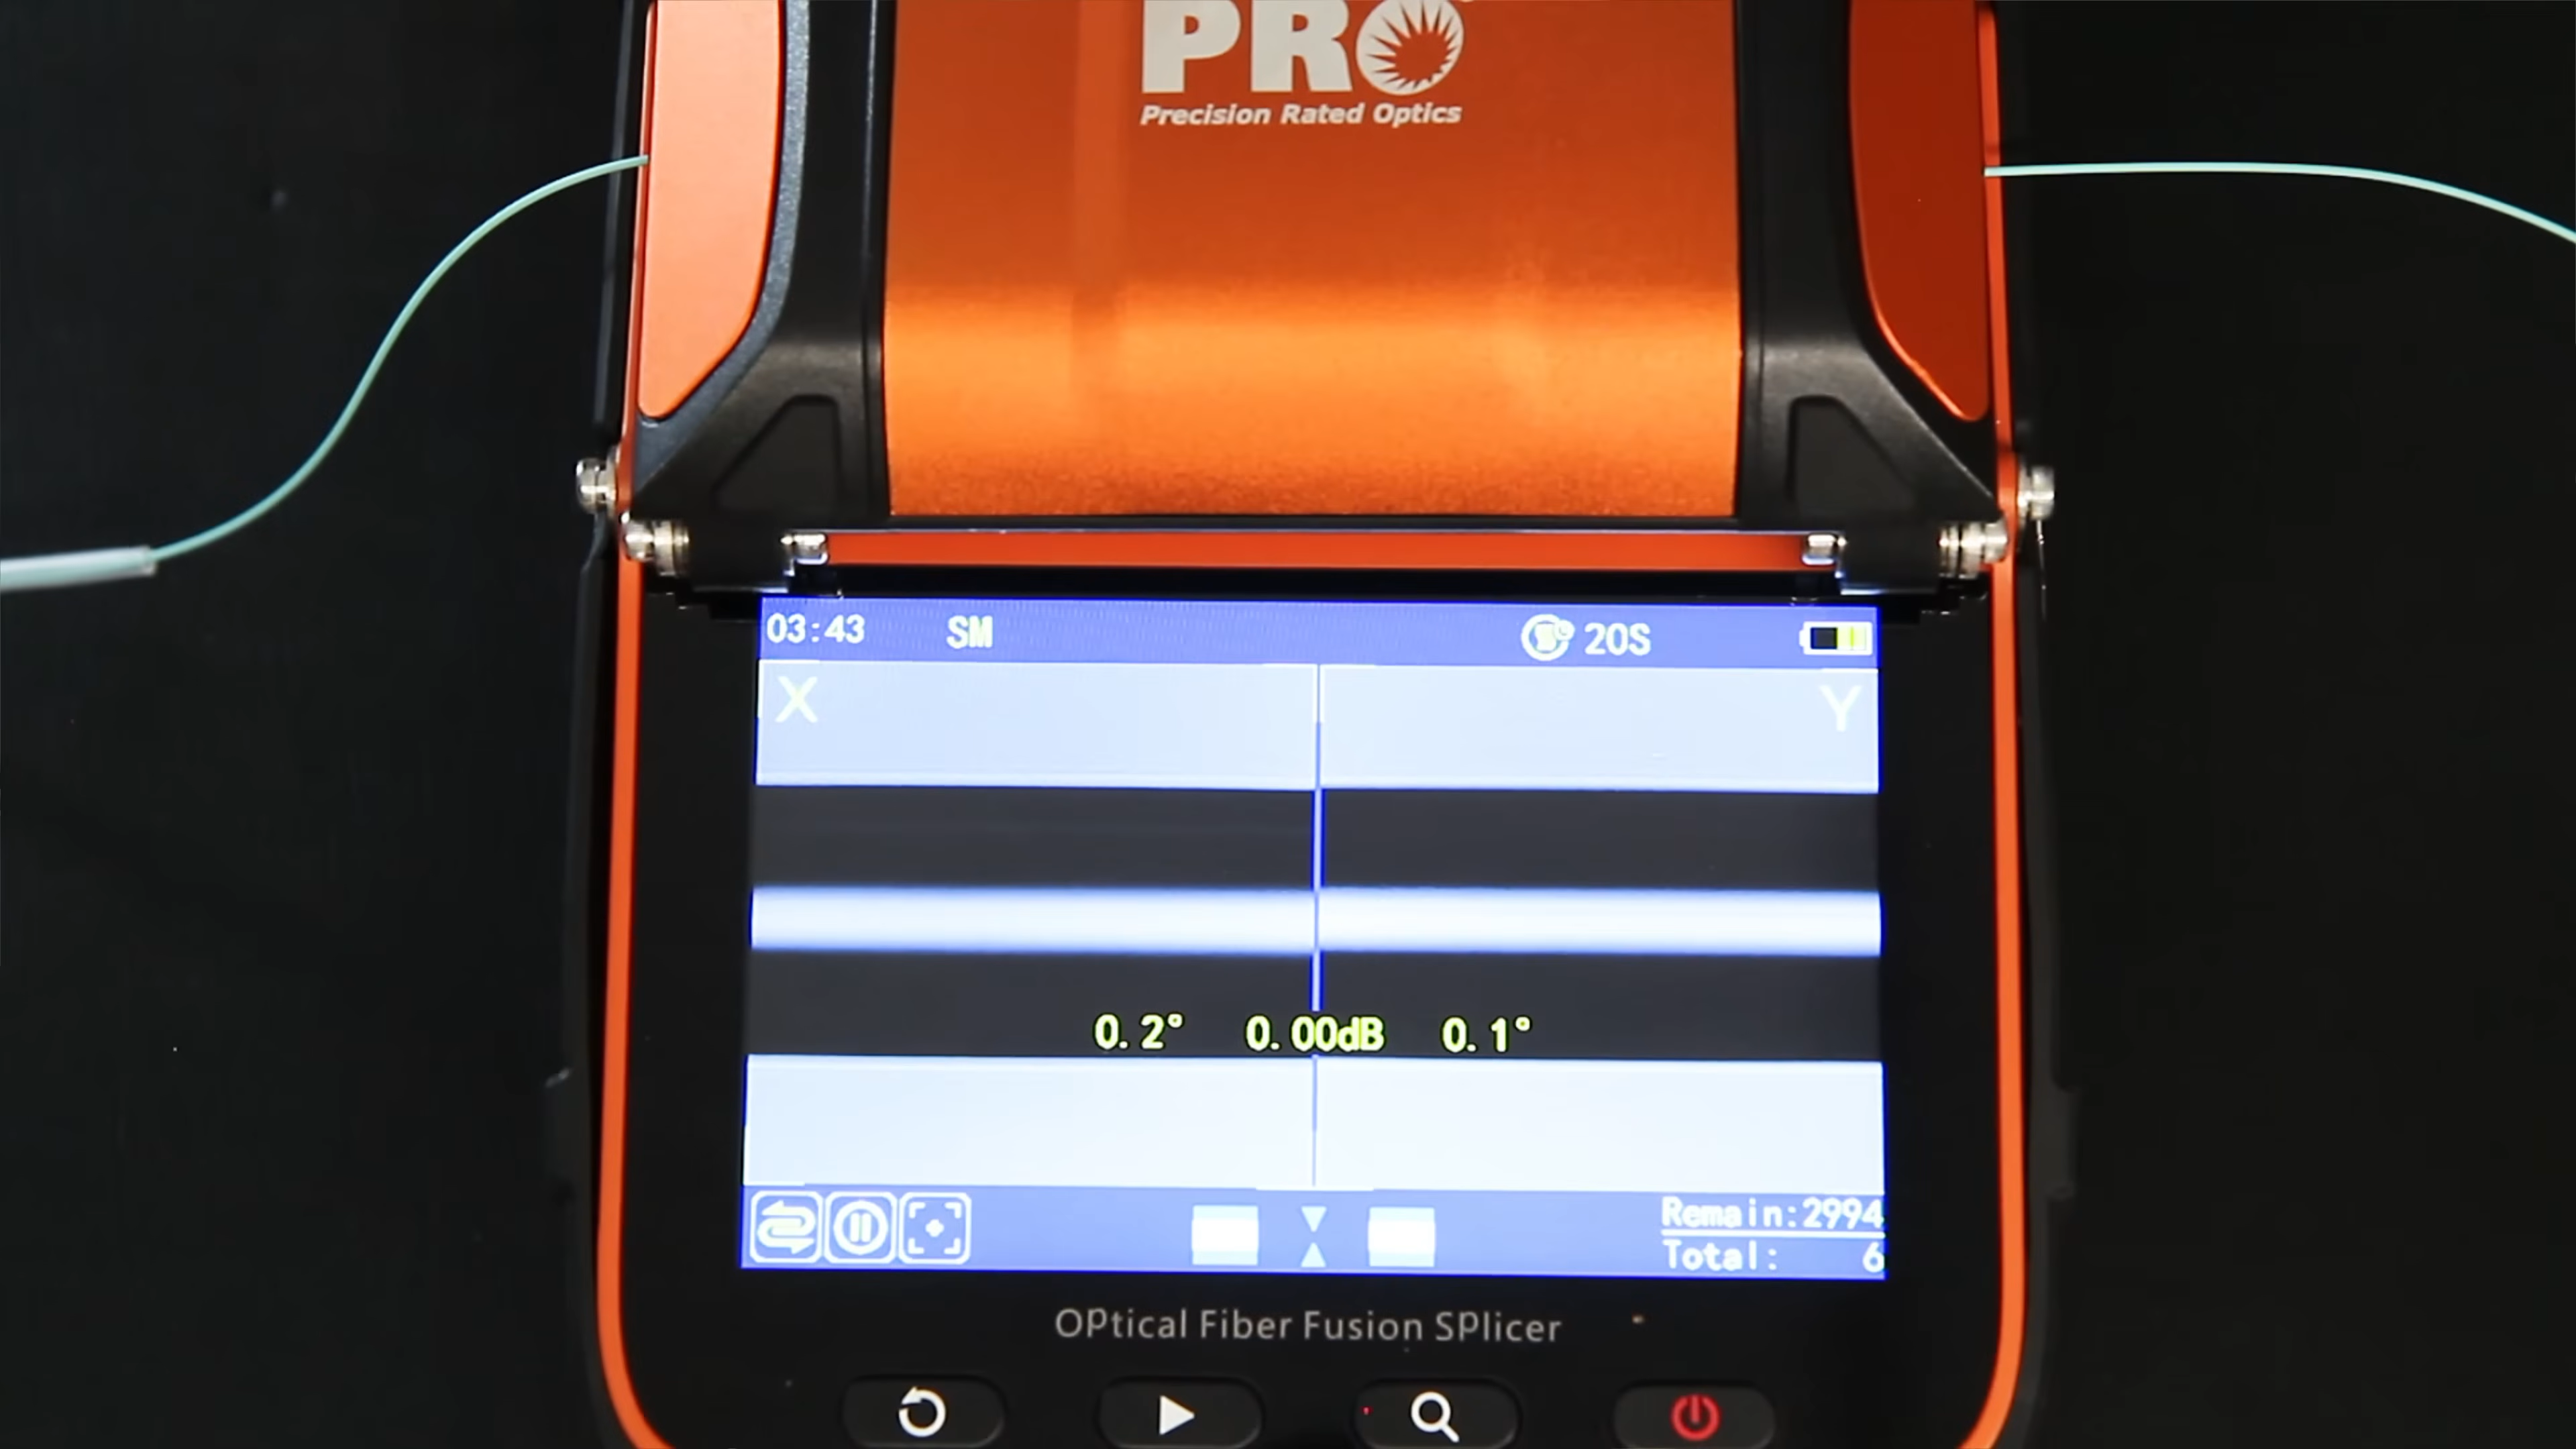 PRO
Precision Rated Optics
03:43 SM 20S
X Y
0.2° 0.00dB 0.1°
Remain:2994
Total: 6
OPtical Fiber Fusion SPlicer